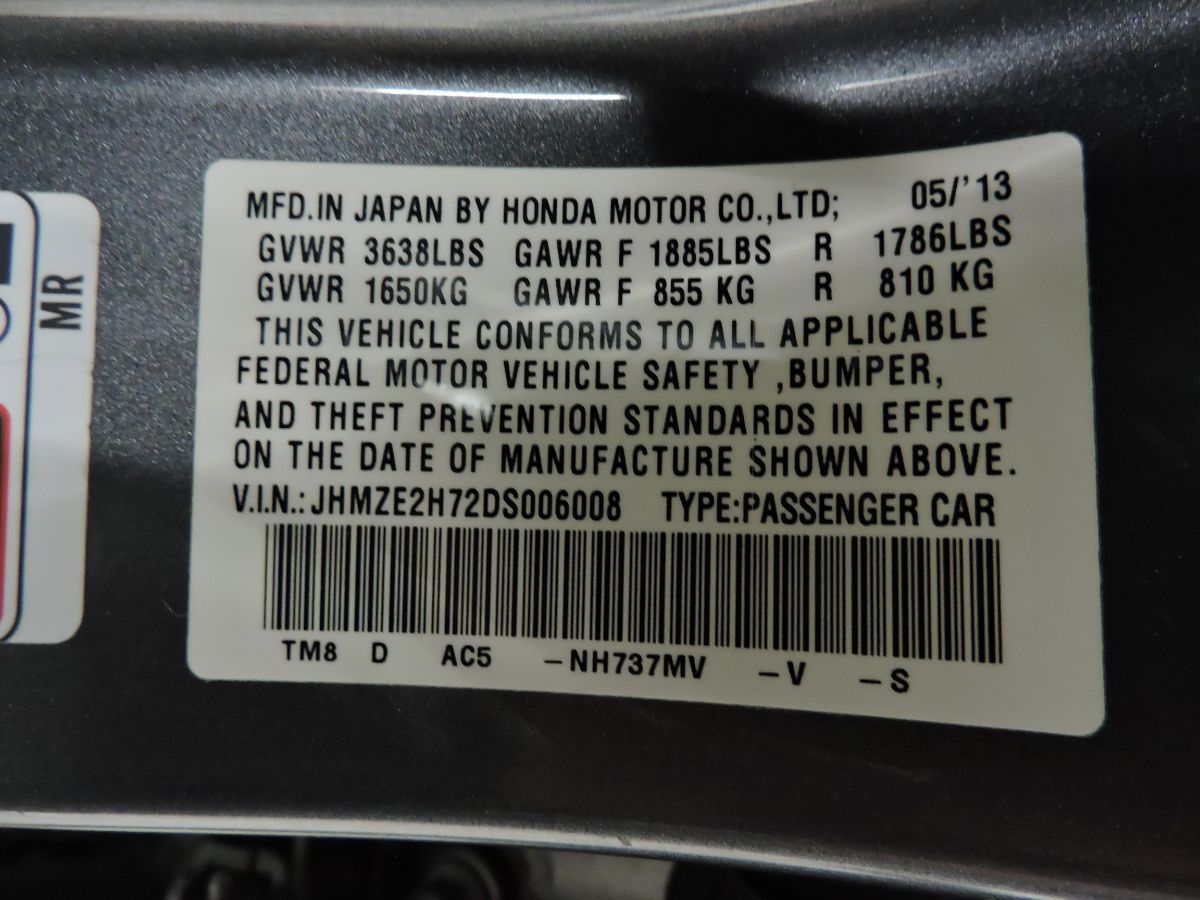 MFD.IN JAPAN BY HONDA MOTOR CO.,LTD; 05/'13
GVWR 3638LBS GAWR F 1885LBS R 1786LBS
GVWR 1650KG GAWR F 855 KG R 810 KG
THIS VEHICLE CONFORMS TO ALL APPLICABLE
FEDERAL MOTOR VEHICLE SAFETY ,BUMPER,
AND THEFT PREVENTION STANDARDS IN EFFECT
ON THE DATE OF MANUFACTURE SHOWN ABOVE.
V.I.N.: JHMZE2H72DS006008 TYPE:PASSENGER CAR
TM8 D AC5 -NH737MV -V -S
MR